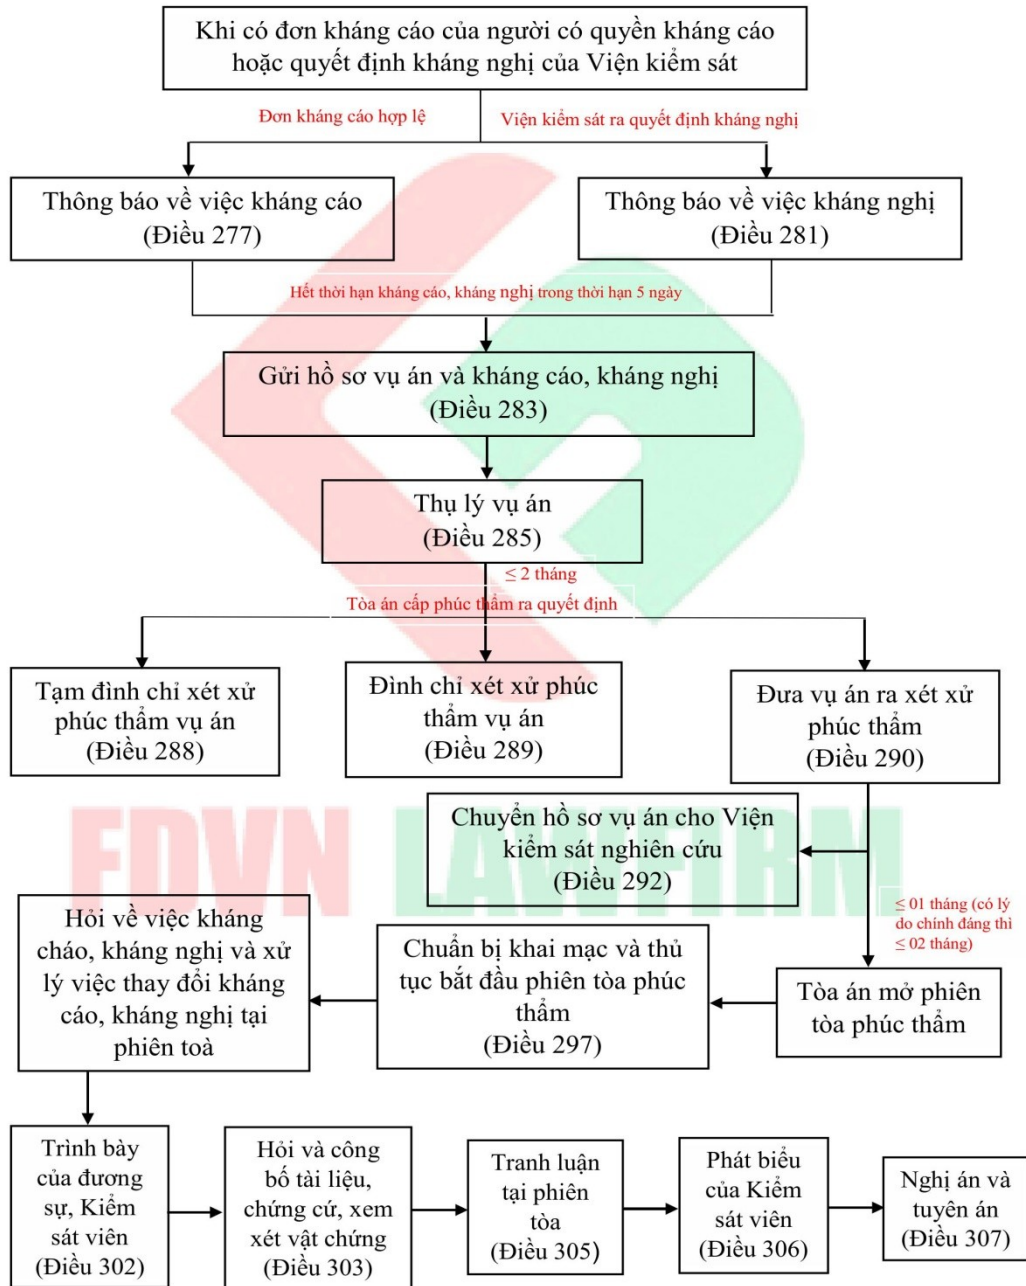 Khi có đơn kháng cáo của người có quyền kháng cáo
hoặc quyết định kháng nghị của Viện kiểm sát
Đơn kháng cáo hợp lệ
Viện kiểm sát ra quyết định kháng nghị
Thông báo về việc kháng cáo
(Điều 277)
Thông báo về việc kháng nghị
(Điều 281)
Hết thời hạn kháng cáo, kháng nghị trong thời hạn 5 ngày
Gửi hồ sơ vụ án và kháng cáo, kháng nghị
(Điều 283)
Thụ lý vụ án
(Điều 285)
≤ 2 tháng
Tòa án cấp phúc thẩm ra quyết định
Tạm đình chỉ xét xử
phúc thẩm vụ án
(Điều 288)
Đình chỉ xét xử phúc
thẩm vụ án
(Điều 289)
Đưa vụ án ra xét xử
phúc thẩm
(Điều 290)
Chuyển hồ sơ vụ án cho Viện
kiểm sát nghiên cứu
(Điều 292)
FDVN LAWFIRM
≤ 01 tháng (có lý
do chính đáng thì
≤ 02 tháng)
Tòa án mở phiên
tòa phúc thẩm
Chuẩn bị khai mạc và thủ
tục bắt đầu phiên tòa phúc
thẩm
(Điều 297)
Hỏi về việc kháng
cháo, kháng nghị và xử
lý việc thay đổi kháng
cáo, kháng nghị tại
phiên toà
Trình bày
của đương
sự, Kiểm
sát viên
(Điều 302)
Hỏi và công
bố tài liệu,
chứng cứ, xem
xét vật chứng
(Điều 303)
Tranh luận
tại phiên
tòa
(Điều 305)
Phát biểu
của Kiểm
sát viên
(Điều 306)
Nghị án và
tuyên án
(Điều 307)